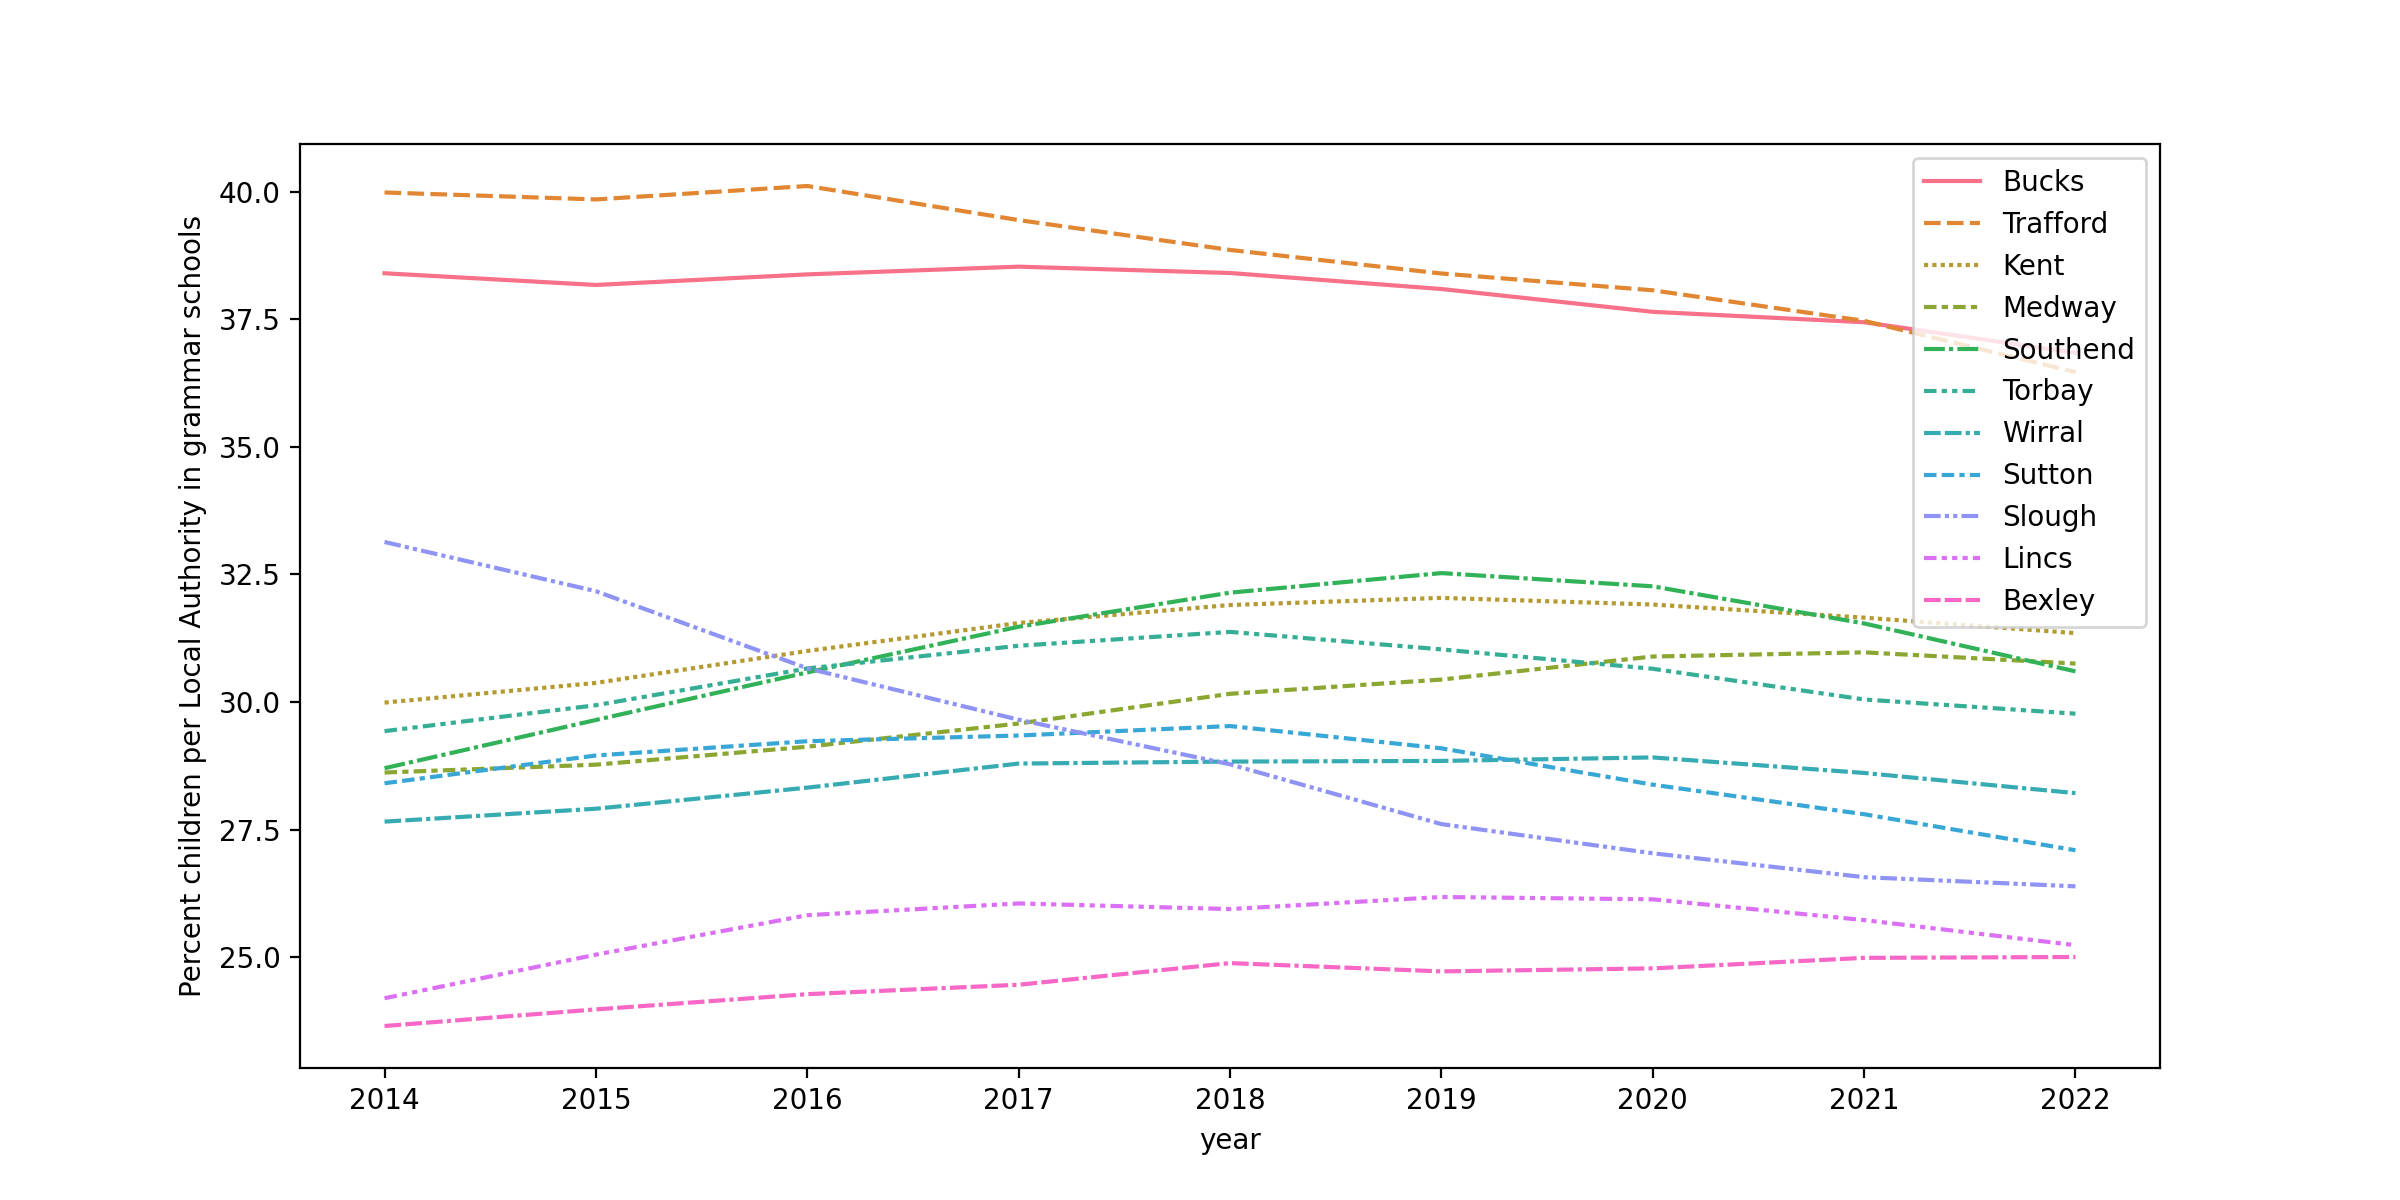 Percent children per Local Authority in grammar schools
40.0
37.5
35.0
32.5
30.0
27.5
25.0
Bucks
Trafford
Kent
Medway
Southend
Torbay
Wirral
Sutton
Slough
Lincs
Bexley
2014 2015 2016 2017 2018 2019 2020 2021 2022
year